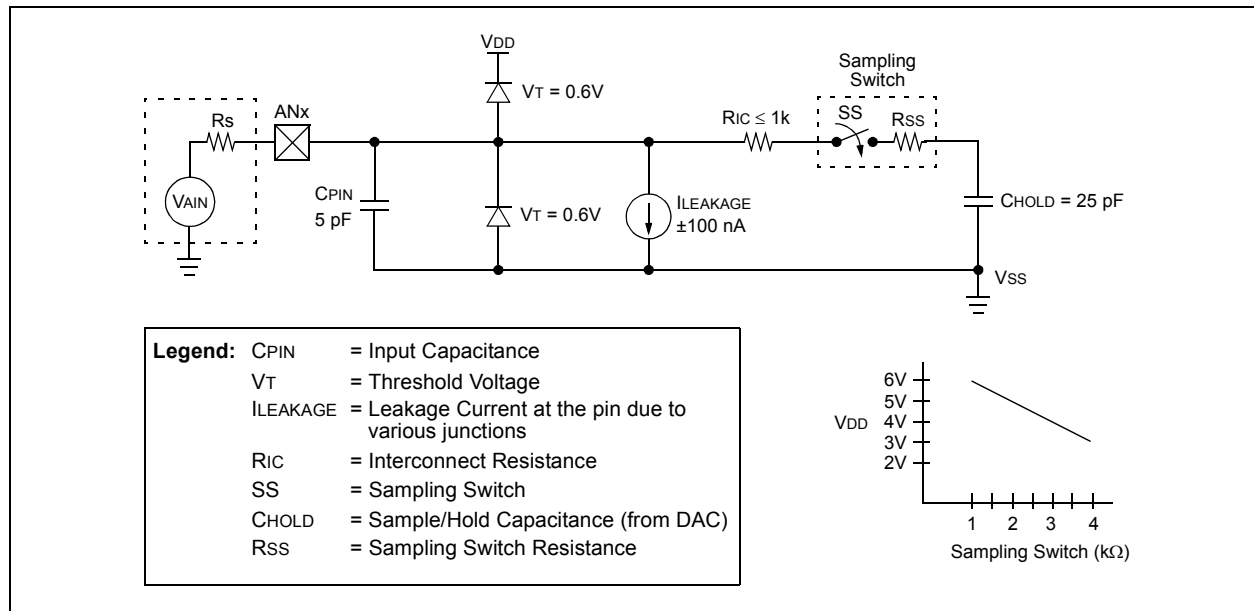 VDD
VT = 0.6V
ANx
Rs
VAIN
CPIN
5 pF
VT = 0.6V
ILEAKAGE
±100 nA
RIC ≤ 1k
Sampling
Switch
SS
RSS
CHOLD = 25 pF
VSS
Legend: CPIN = Input Capacitance
VT = Threshold Voltage
ILEAKAGE = Leakage Current at the pin due to
various junctions
RIC = Interconnect Resistance
SS = Sampling Switch
CHOLD = Sample/Hold Capacitance (from DAC)
RSS = Sampling Switch Resistance
VDD
6V
5V
4V
3V
2V
1 2 3 4
Sampling Switch (kΩ)